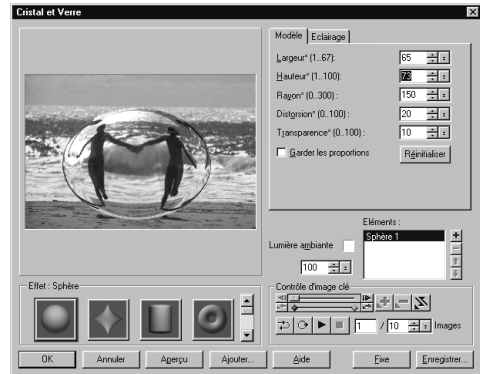 Cristal et Verre
Modèle Eclairage
Largeur* (1..67): 65
Hauteur* (1..100): 73
Rayon* (0..300) : 150
Distorsion* (0..100) : 20
Transparence* (0..100) : 10
Garder les proportions Réinitialiser
Eléments :
Lumière ambiante Sphère 1
100
Effet : Sphère
Contrôle d'image clé
1 / 10 Images
OK Annuler Aperçu Ajouter... Aide Fixe Enregistrer...